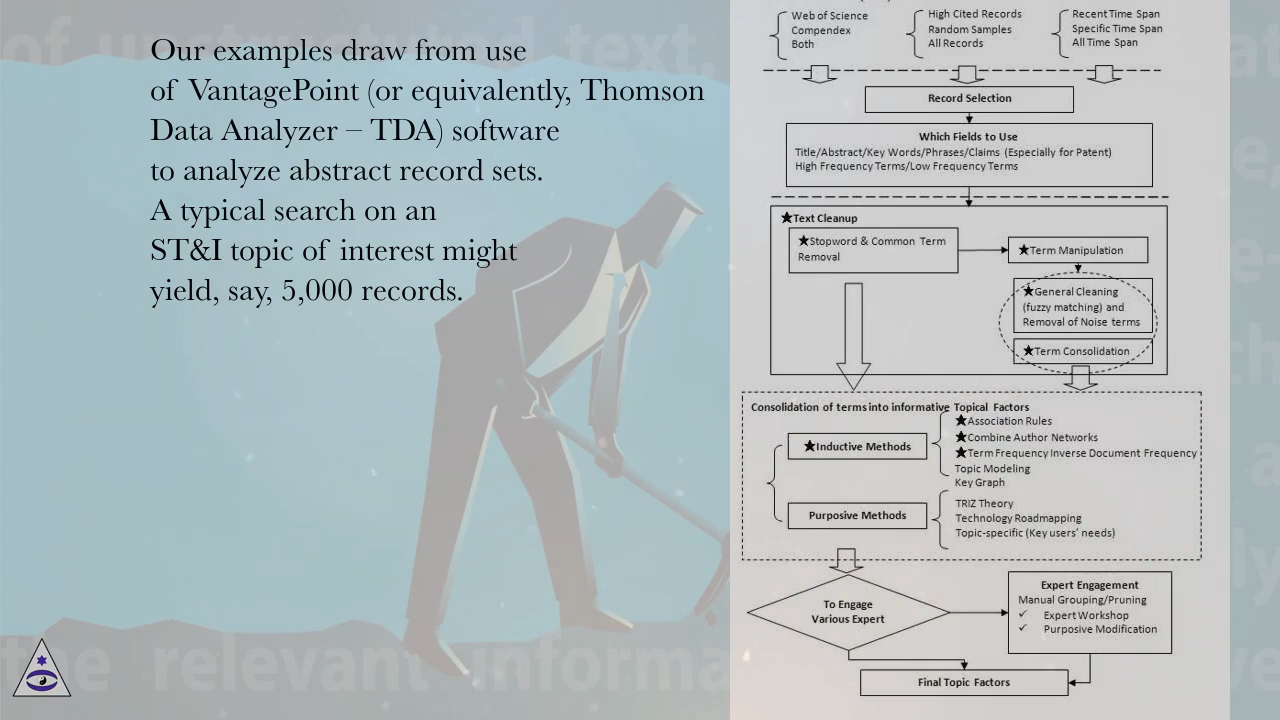 Our examples draw from use
of VantagePoint (or equivalently, Thomson
Data Analyzer – TDA) software
to analyze abstract record sets.
A typical search on an
ST&I topic of interest might
yield, say, 5,000 records.
Web of Science
Compendex
Both
High Cited Records
Random Samples
All Records
Recent Time Span
Specific Time Span
All Time Span
Record Selection
Which Fields to Use
Title/Abstract/Key Words/Phrases/Claims (Especially for Patent)
High Frequency Terms/Low Frequency Terms
★Text Cleanup
★Stopword & Common Term
Removal
★Term Manipulation
★General Cleaning
(fuzzy matching) and
Removal of Noise terms
★Term Consolidation
Consolidation of terms into informative Topical Factors
★Inductive Methods
★Association Rules
★Combine Author Networks
★Term Frequency Inverse Document Frequency
Topic Modeling
Key Graph
Purposive Methods
TRIZ Theory
Technology Roadmapping
Topic-specific (Key users' needs)
To Engage
Various Expert
Expert Engagement
Manual Grouping/Pruning
✓ Expert Workshop
✓ Purposive Modification
Final Topic Factors
of unstructured text,
the relevant informa